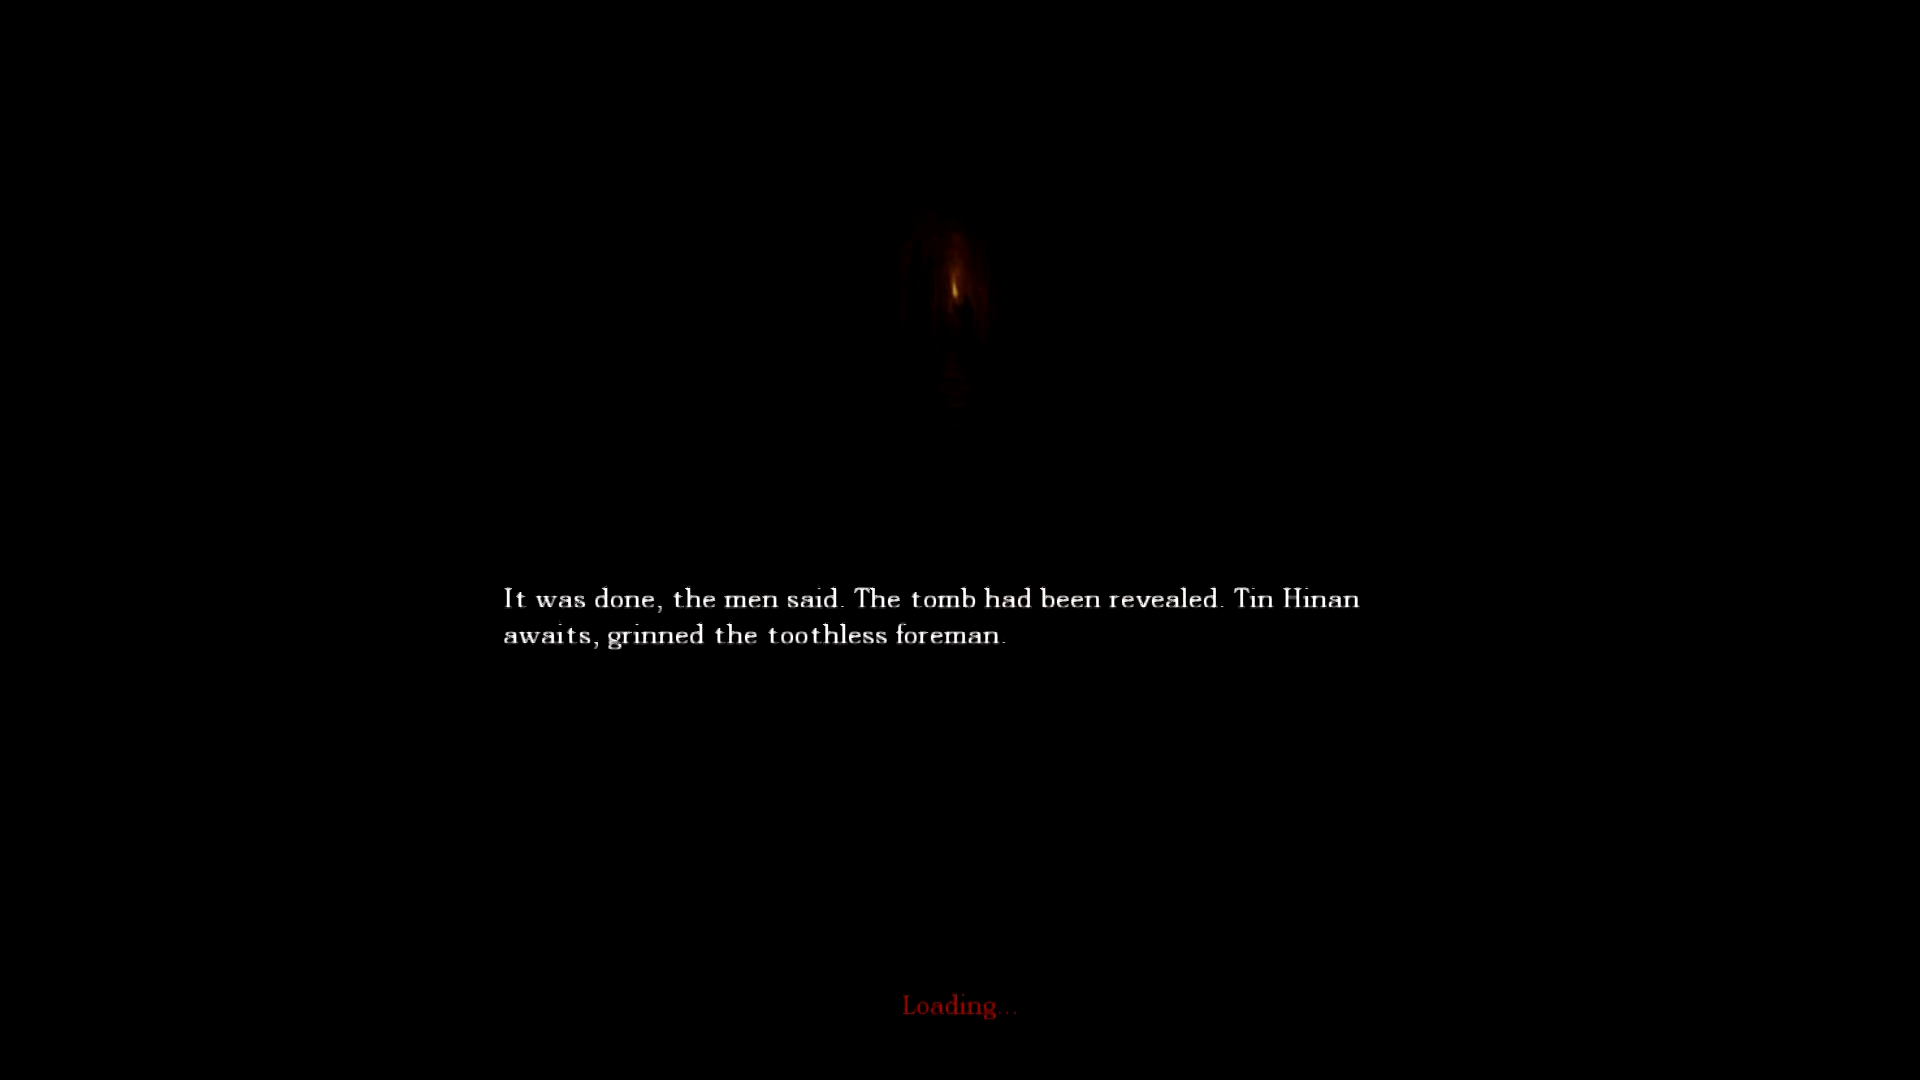 It was done, the men said. The tomb had been revealed. Tin Hinan
awaits, grinned the toothless foreman.
Loading...